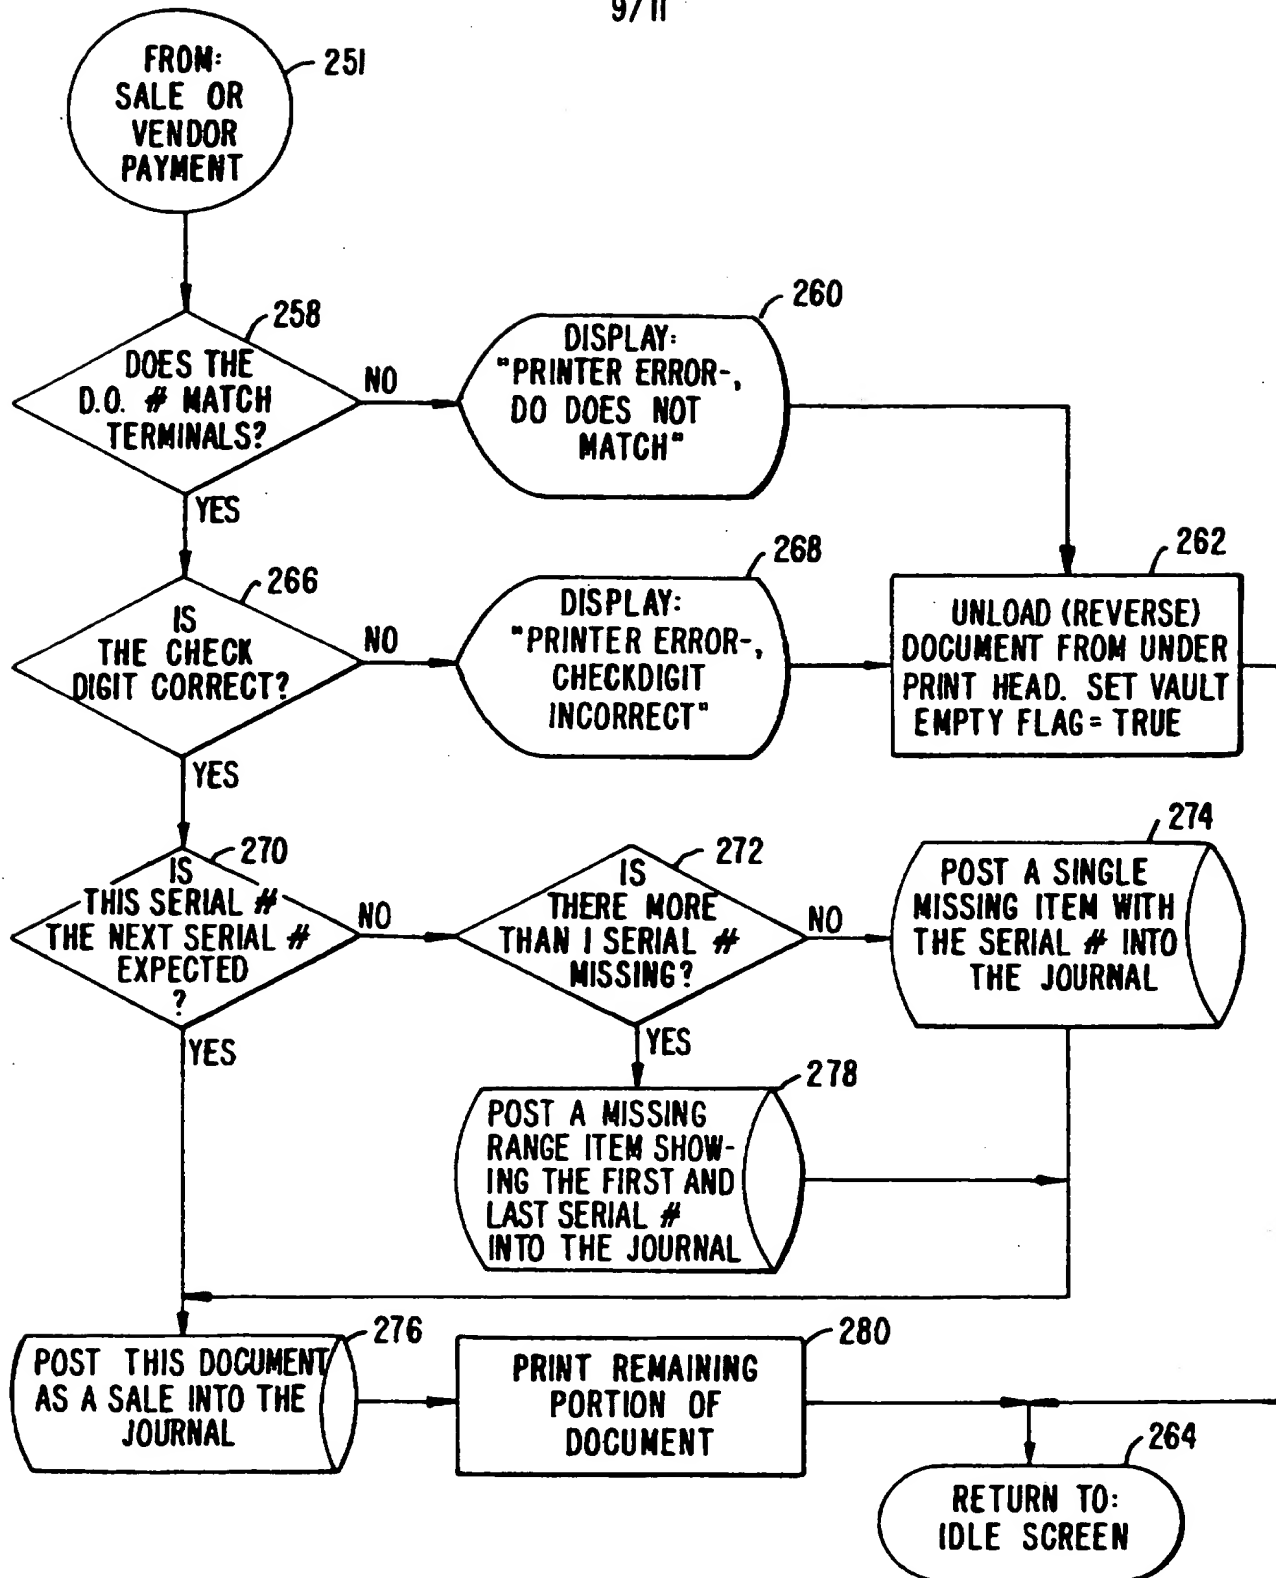 9/11
FROM:
SALE OR
VENDOR
PAYMENT
251
258
DOES THE
D.O. # MATCH
TERMINALS?
NO
YES
260
DISPLAY:
"PRINTER ERROR-,
DO DOES NOT
MATCH"
266
IS
THE CHECK
DIGIT CORRECT?
NO
YES
268
DISPLAY:
"PRINTER ERROR-,
CHECKDIGIT
INCORRECT"
262
UNLOAD (REVERSE)
DOCUMENT FROM UNDER
PRINT HEAD. SET VAULT
EMPTY FLAG = TRUE
270
IS
THIS SERIAL #
THE NEXT SERIAL #
EXPECTED
?
NO
YES
272
IS
THERE MORE
THAN 1 SERIAL #
MISSING?
NO
YES
274
POST A SINGLE
MISSING ITEM WITH
THE SERIAL # INTO
THE JOURNAL
278
POST A MISSING
RANGE ITEM SHOW-
ING THE FIRST AND
LAST SERIAL #
INTO THE JOURNAL
276
POST THIS DOCUMENT
AS A SALE INTO THE
JOURNAL
280
PRINT REMAINING
PORTION OF
DOCUMENT
264
RETURN TO:
IDLE SCREEN